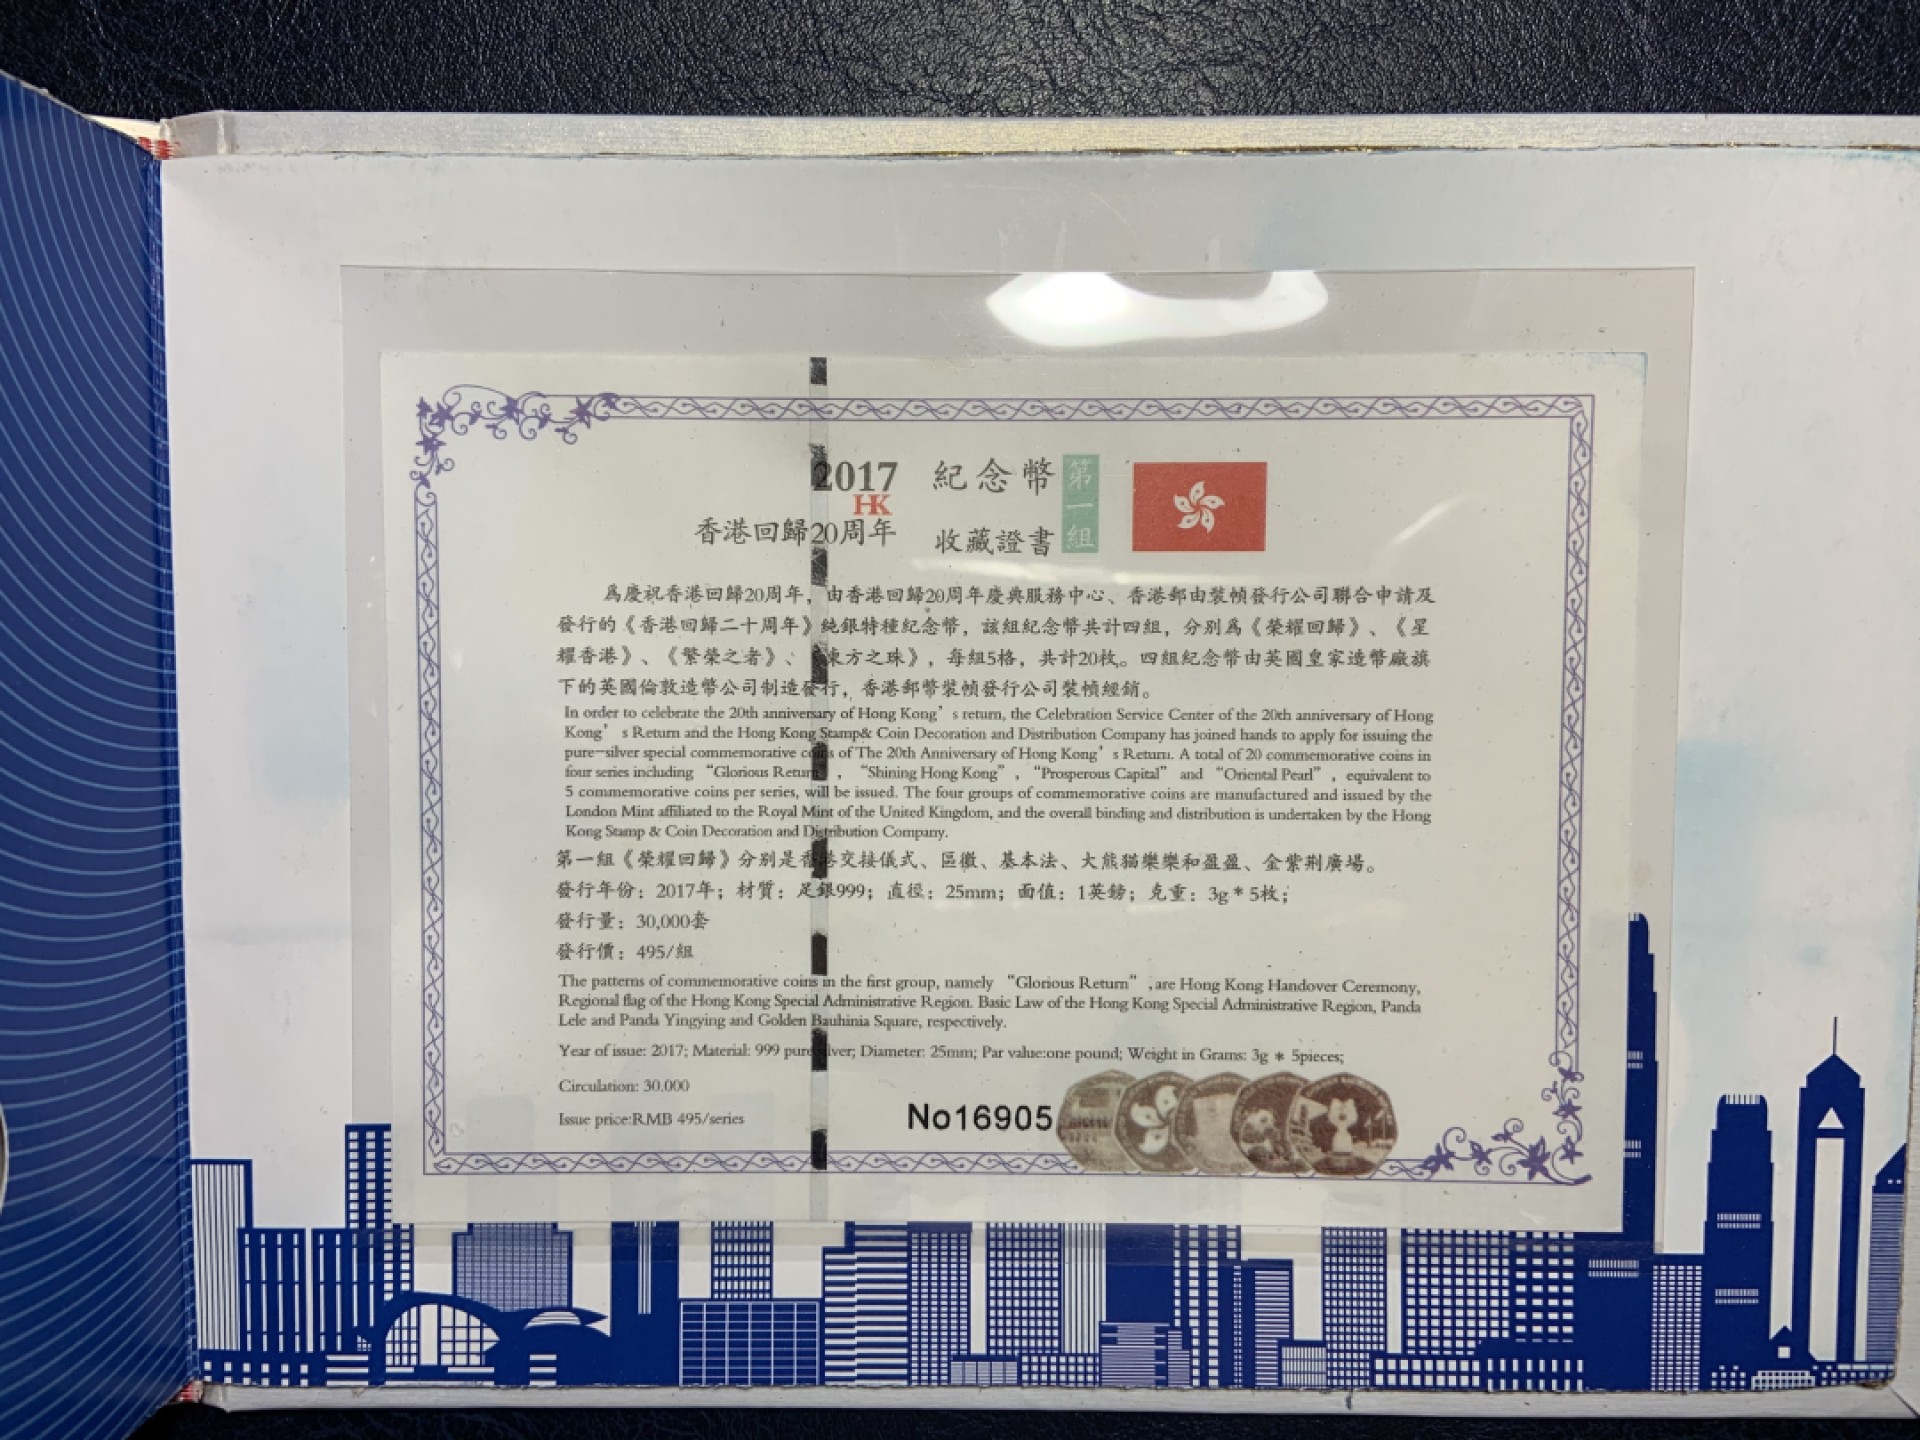 2017 紀念幣 第一組
HK
香港回歸20周年 收藏證書
爲慶祝香港回歸20周年，由香港回歸20周年慶典服務中心、香港郵由裝幀發行公司聯合申請及
發行的《香港回歸二十周年》純銀特種紀念幣，該組紀念幣共計四組，分別爲《榮耀回歸》、《星
耀香港》、《繁榮之者》、《東方之珠》，每組5格，共計20枚。四組紀念幣由英國皇家造幣廠旗
下的英國倫敦造幣公司制造發行，香港郵幣裝幀發行公司裝幀經銷。
In order to celebrate the 20th anniversary of Hong Kong’s return, the Celebration Service Center of the 20th anniversary of Hong
Kong’s Return and the Hong Kong Stamp& Coin Decoration and Distribution Company has joined hands to apply for issuing the
pure-silver special commemorative coins of The 20th Anniversary of Hong Kong’s Return. A total of 20 commemorative coins in
four series including “Glorious Return”, “Shining Hong Kong”, “Prosperous Capital” and “Oriental Pearl”, equivalent to
5 commemorative coins per series, will be issued. The four groups of commemorative coins are manufactured and issued by the
London Mint affiliated to the Royal Mint of the United Kingdom, and the overall binding and distribution is undertaken by the Hong
Kong Stamp & Coin Decoration and Distribution Company.
第一組《榮耀回歸》分別是香港交接儀式、區徽、基本法、大熊猫樂樂和盈盈、金紫荆廣場。
發行年份：2017年；材質：足銀999；直徑：25mm；面值：1英鎊；克重：3g * 5枚；
發行量：30,000套
發行價：495/組
The patterns of commemorative coins in the first group, namely “Glorious Return”,are Hong Kong Handover Ceremony,
Regional flag of the Hong Kong Special Administrative Region. Basic Law of the Hong Kong Special Administrative Region, Panda
Lele and Panda Yingying and Golden Bauhinia Square, respectively.
Year of issue: 2017; Material: 999 pure silver; Diameter: 25mm; Par value:one pound; Weight in Grams: 3g * 5pieces;
Circulation: 30,000
Issue price:RMB 495/series
No16905